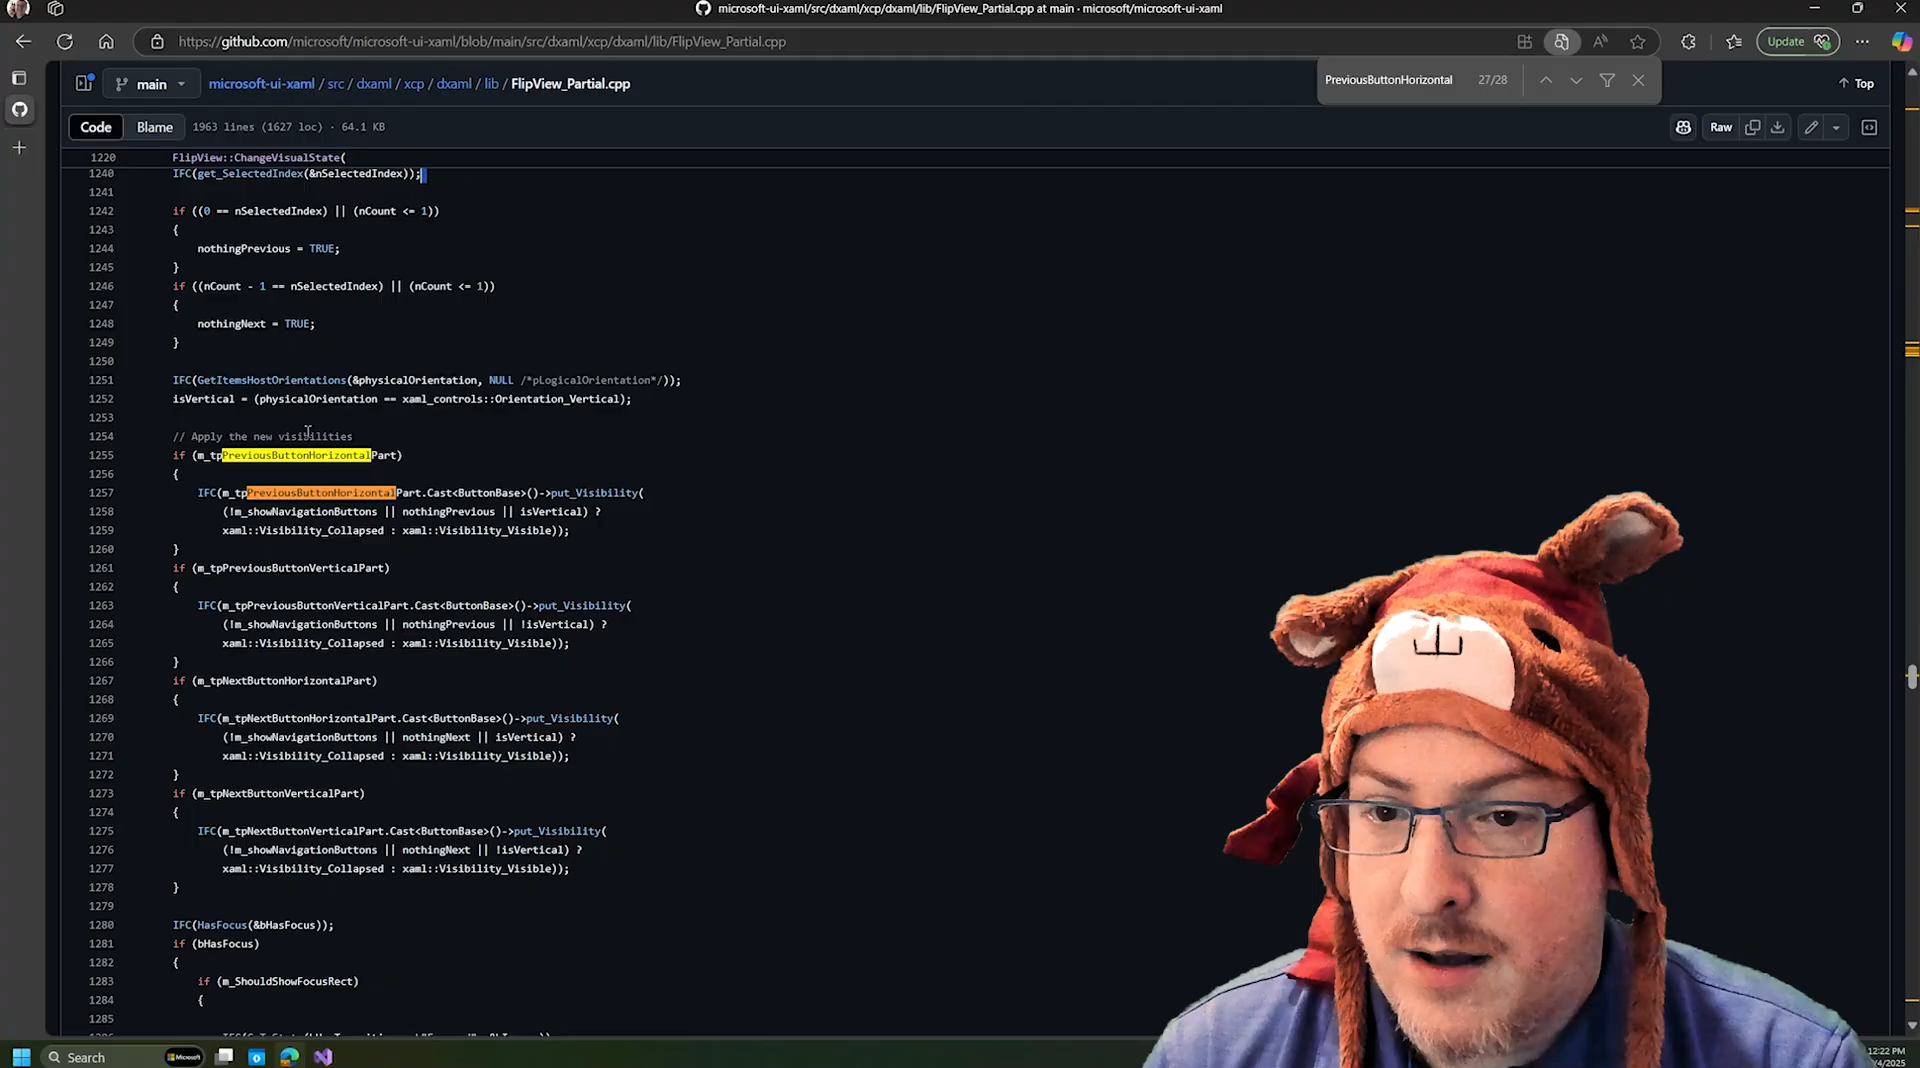 microsoft-ui-xaml/src/dxaml/xcp/dxaml/lib/FlipView_Partial.cpp at main · microsoft/microsoft-ui-xaml
https://github.com/microsoft/microsoft-ui-xaml/blob/main/src/dxaml/xcp/dxaml/lib/FlipView_Partial.cpp
Update
main
microsoft-ui-xaml / src / dxaml / xcp / dxaml / lib / FlipView_Partial.cpp
PreviousButtonHorizontal 27/28
Top
Code Blame 1963 lines (1627 loc) · 64.1 KB
Raw
1220 FlipView::ChangeVisualState(
1240 IFC(get_SelectedIndex(&nSelectedIndex));
1241
1242 if ((0 == nSelectedIndex) || (nCount <= 1))
1243 {
1244 nothingPrevious = TRUE;
1245 }
1246 if ((nCount - 1 == nSelectedIndex) || (nCount <= 1))
1247 {
1248 nothingNext = TRUE;
1249 }
1250
1251 IFC(GetItemsHostOrientations(&physicalOrientation, NULL /*pLogicalOrientation*/));
1252 isVertical = (physicalOrientation == xaml_controls::Orientation_Vertical);
1253
1254 // Apply the new visibilities
1255 if (m_tpPreviousButtonHorizontalPart)
1256 {
1257 IFC(m_tpPreviousButtonHorizontalPart.Cast<ButtonBase>()->put_Visibility(
1258 (!m_showNavigationButtons || nothingPrevious || isVertical) ?
1259 xaml::Visibility_Collapsed : xaml::Visibility_Visible));
1260 }
1261 if (m_tpPreviousButtonVerticalPart)
1262 {
1263 IFC(m_tpPreviousButtonVerticalPart.Cast<ButtonBase>()->put_Visibility(
1264 (!m_showNavigationButtons || nothingPrevious || !isVertical) ?
1265 xaml::Visibility_Collapsed : xaml::Visibility_Visible));
1266 }
1267 if (m_tpNextButtonHorizontalPart)
1268 {
1269 IFC(m_tpNextButtonHorizontalPart.Cast<ButtonBase>()->put_Visibility(
1270 (!m_showNavigationButtons || nothingNext || isVertical) ?
1271 xaml::Visibility_Collapsed : xaml::Visibility_Visible));
1272 }
1273 if (m_tpNextButtonVerticalPart)
1274 {
1275 IFC(m_tpNextButtonVerticalPart.Cast<ButtonBase>()->put_Visibility(
1276 (!m_showNavigationButtons || nothingNext || !isVertical) ?
1277 xaml::Visibility_Collapsed : xaml::Visibility_Visible));
1278 }
1279
1280 IFC(HasFocus(&bHasFocus));
1281 if (bHasFocus)
1282 {
1283 if (m_ShouldShowFocusRect)
1284 {
1285
Search
Microsoft
12:22 PM
/4/2025